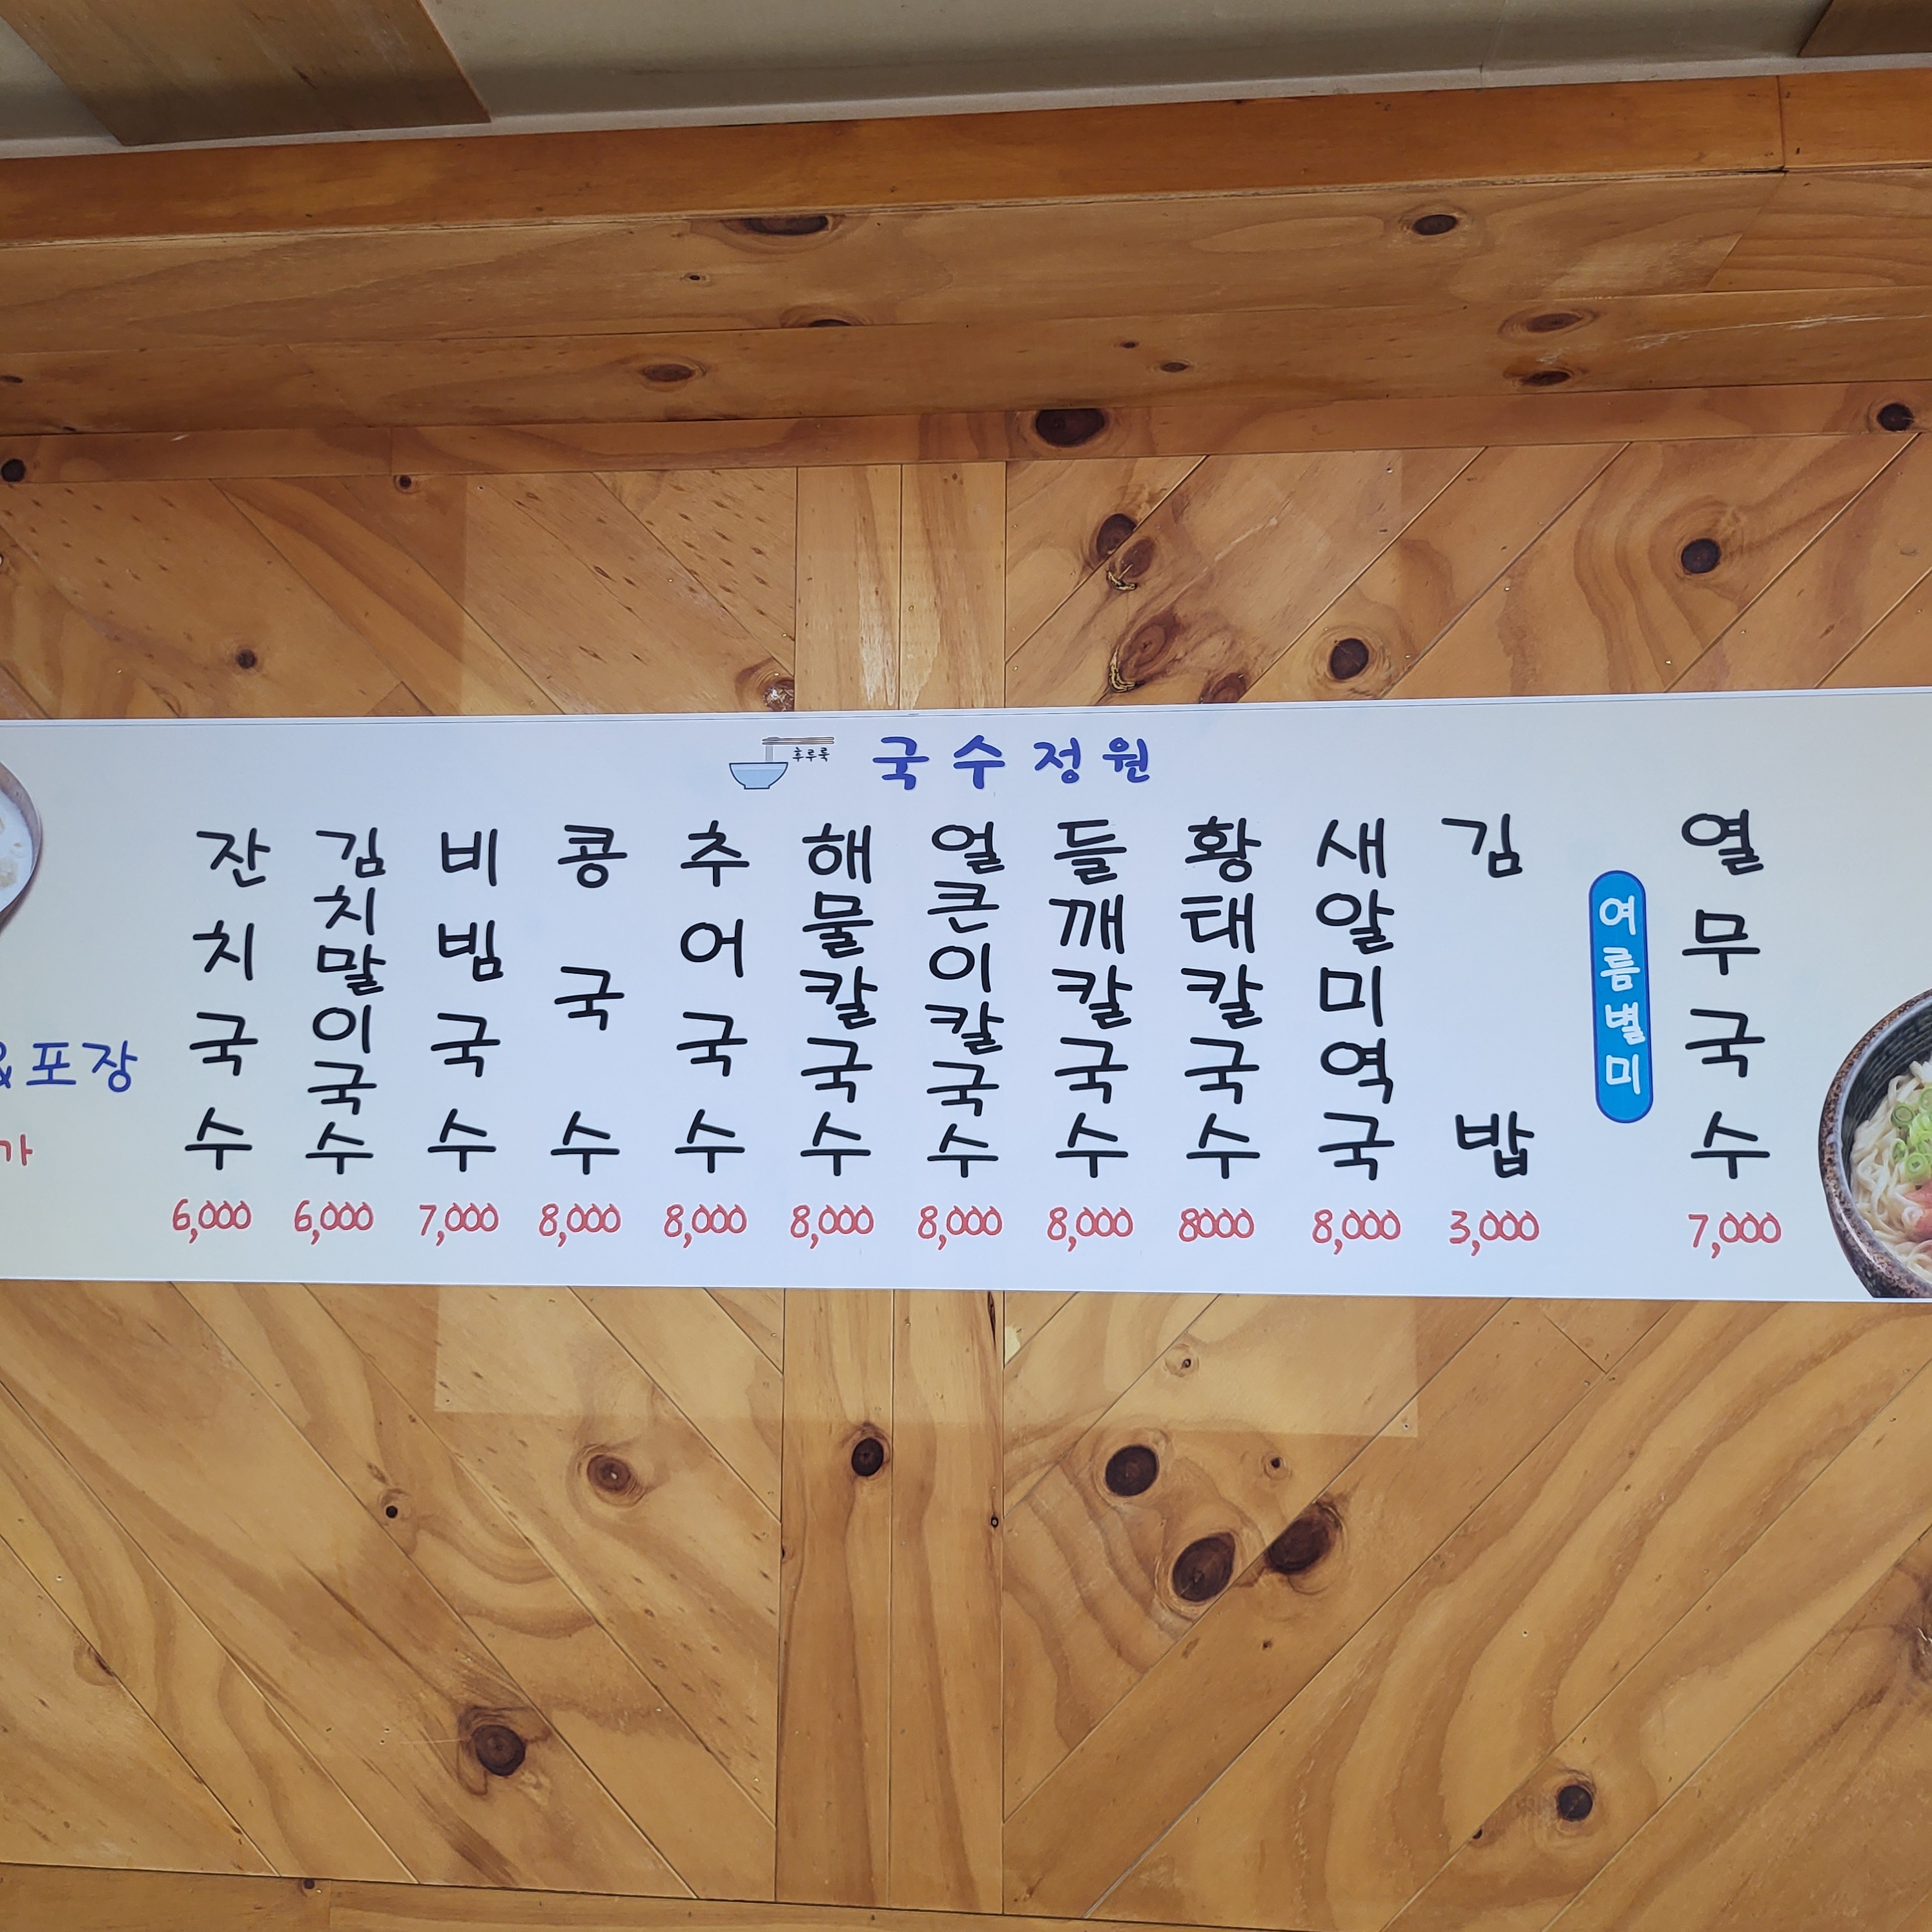 후루룩
국수정원
&포장
가
잔치국수 6,000
김치말이국수 6,000
비빔국수 7,000
콩국수 8,000
추어국수 8,000
해물칼국수 8,000
얼큰이칼국수 8,000
들깨칼국수 8,000
황태칼국수 8000
새알미역국 8,000
김밥 3,000
여름별미
열무국수 7,000